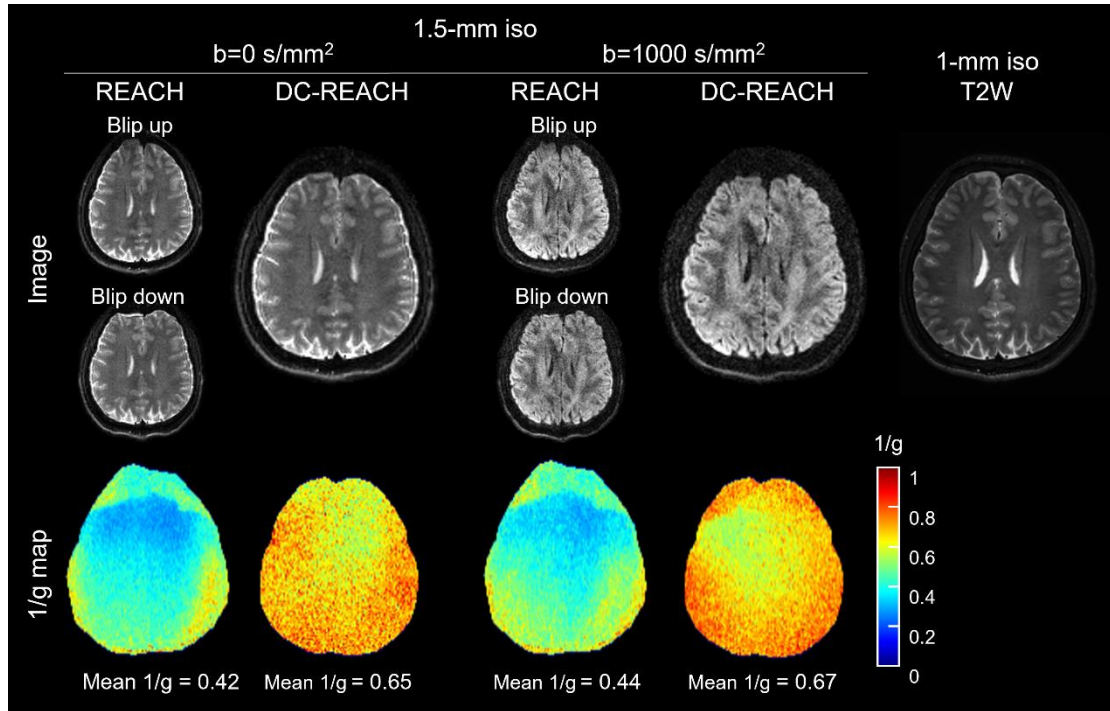 1.5-mm iso
b=0 s/mm²
b=1000 s/mm²
1-mm iso
T2W
REACH
DC-REACH
REACH
DC-REACH
Blip up
Blip up
Image
Blip down
Blip down
1/g
1
0.8
0.6
0.4
0.2
0
1/g map
Mean 1/g = 0.42
Mean 1/g = 0.65
Mean 1/g = 0.44
Mean 1/g = 0.67